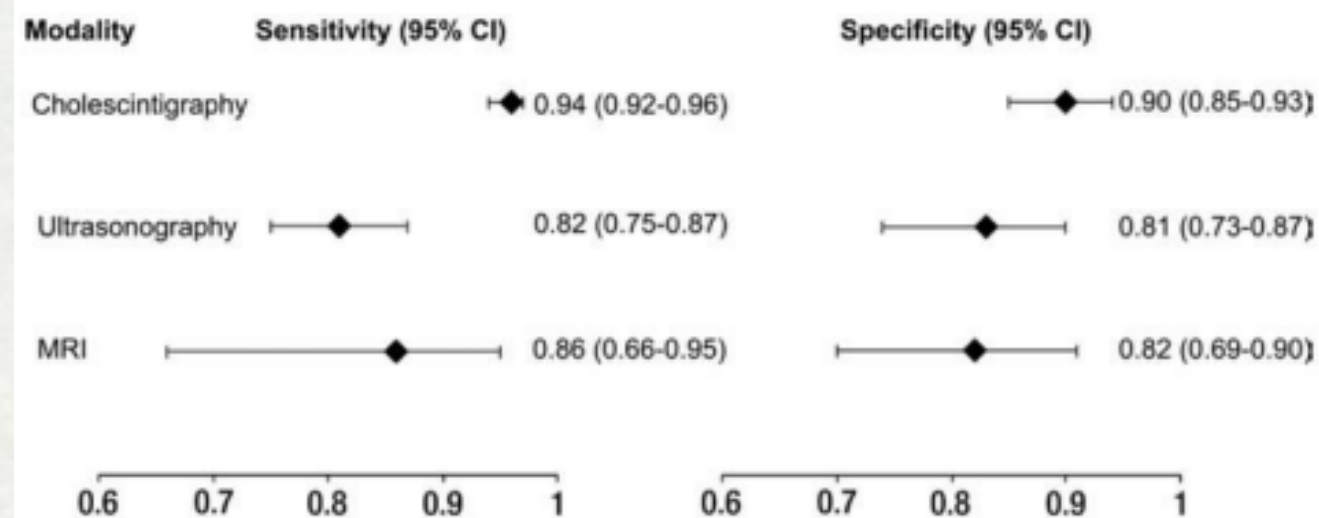 Modality Sensitivity (95% CI) Specificity (95% CI)
Cholescintigraphy 0.94 (0.92-0.96) 0.90 (0.85-0.93)
Ultrasonography 0.82 (0.75-0.87) 0.81 (0.73-0.87)
MRI 0.86 (0.66-0.95) 0.82 (0.69-0.90)
0.6 0.7 0.8 0.9 1 0.6 0.7 0.8 0.9 1